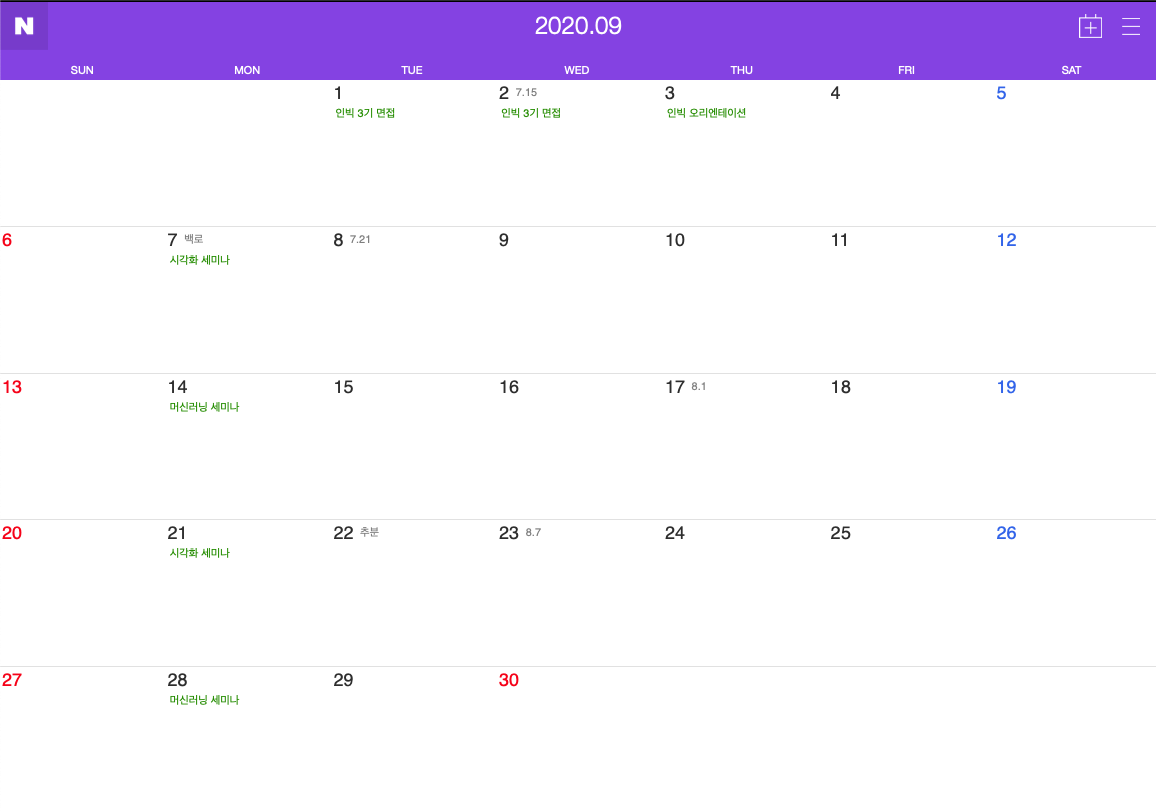 N
2020.09
SUN MON TUE WED THU FRI SAT
1 2 7.15 3 4 5
인빅 3기 면접 인빅 3기 면접 인빅 오리엔테이션
6 7 백로 8 7.21 9 10 11 12
시각화 세미나
13 14 15 16 17 8.1 18 19
머신러닝 세미나
20 21 22 추분 23 8.7 24 25 26
시각화 세미나
27 28 29 30
머신러닝 세미나